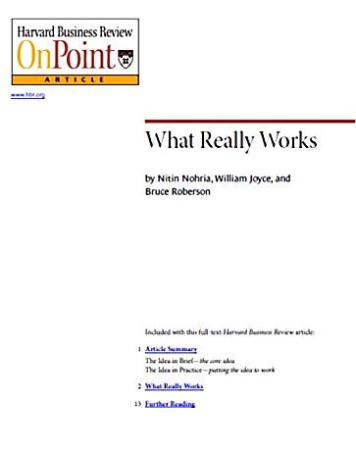 Harvard Business Review
OnPoint
ARTICLE
www.hbr.org
What Really Works
by Nitin Nohria, William Joyce, and
Bruce Roberson
Included with this full-text Harvard Business Review article:
1 Article Summary
The Idea in Brief—the core idea
The Idea in Practice—putting the idea to work
2 What Really Works
13 Further Reading